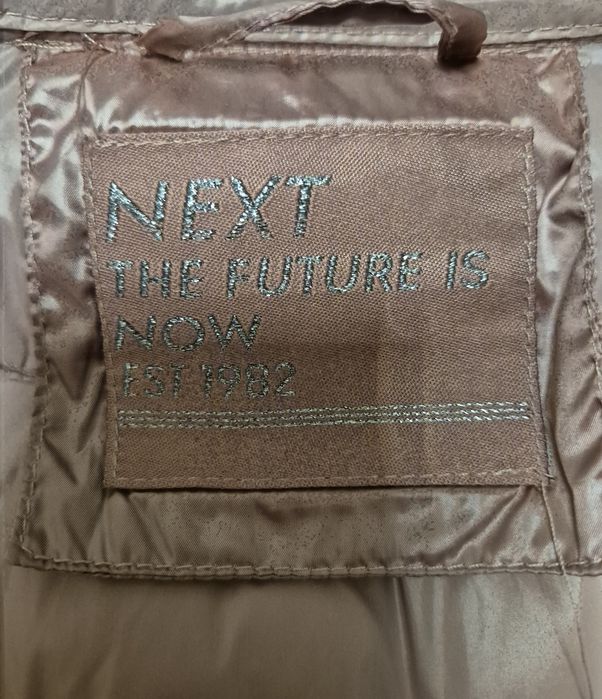 NEXT
THE FUTURE IS
NOW
EST 1982